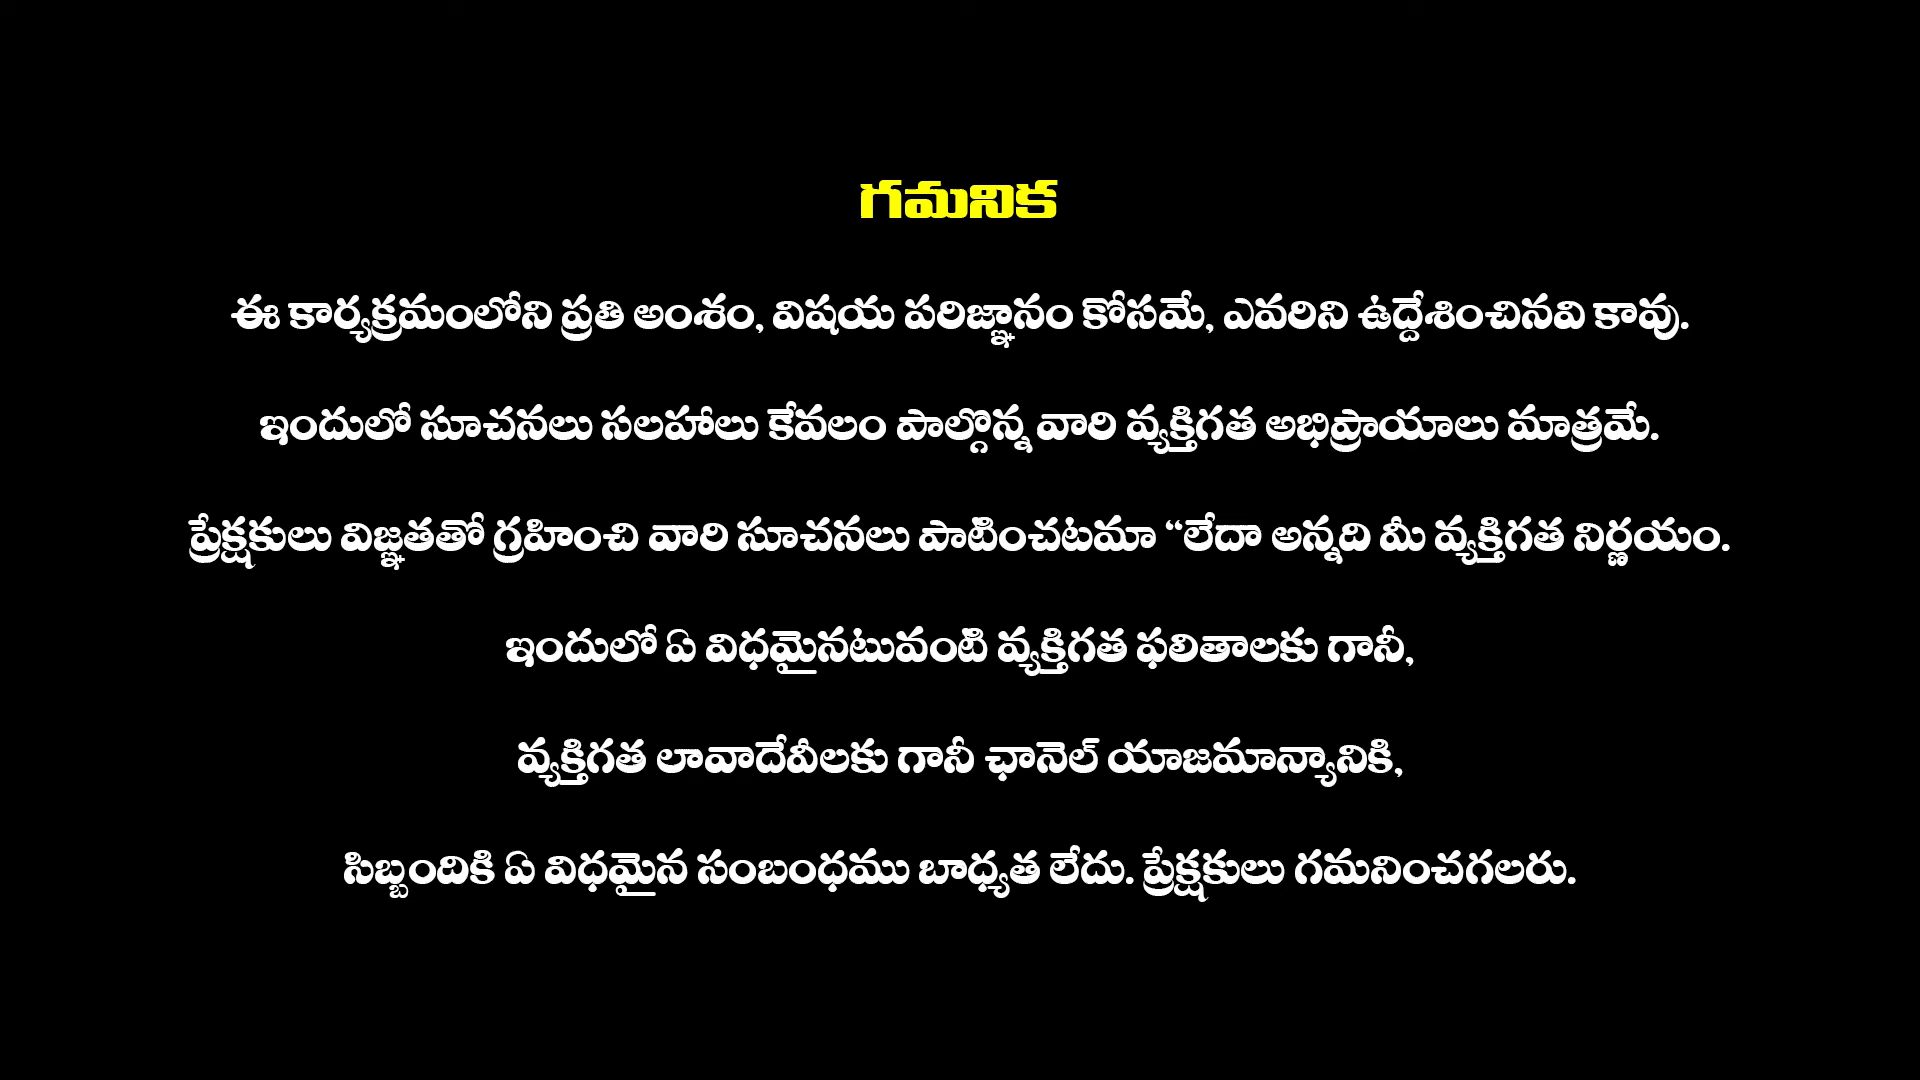 గమనిక
ఈ కార్యక్రమంలోని ప్రతి అంశం, విషయ పరిజ్ఞానం కోసమే, ఎవరిని ఉద్దేశించినవి కావు.
ఇందులో సూచనలు సలహాలు కేవలం పాల్గొన్న వారి వ్యక్తిగత అభిప్రాయాలు మాత్రమే.
ప్రేక్షకులు విజ్ఞతతో గ్రహించి వారి సూచనలు పాటించటమా “లేదా అన్నది మీ వ్యక్తిగత నిర్ణయం.
ఇందులో ఏ విధమైనటువంటి వ్యక్తిగత ఫలితాలకు గానీ,
వ్యక్తిగత లావాదేవీలకు గానీ ఛానెల్ యాజమాన్యానికి,
సిబ్బందికి ఏ విధమైన సంబంధము బాధ్యత లేదు. ప్రేక్షకులు గమనించగలరు.